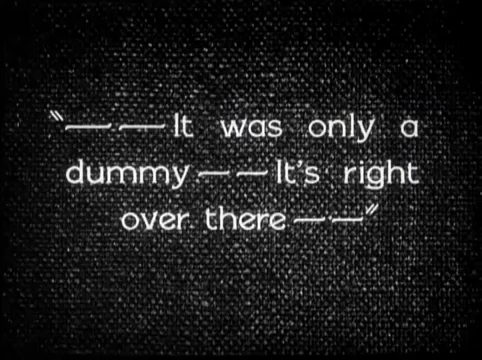 "— —It was only a
dummy— —It's right
over there— —"